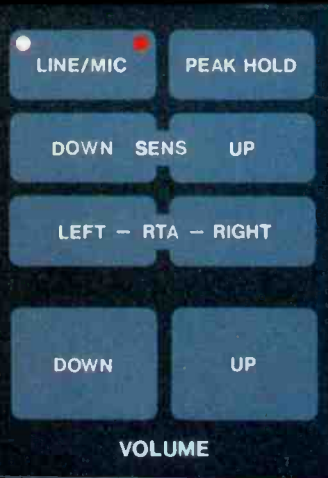 LINE/MIC PEAK HOLD
DOWN SENS UP
LEFT — RTA — RIGHT
DOWN UP
VOLUME